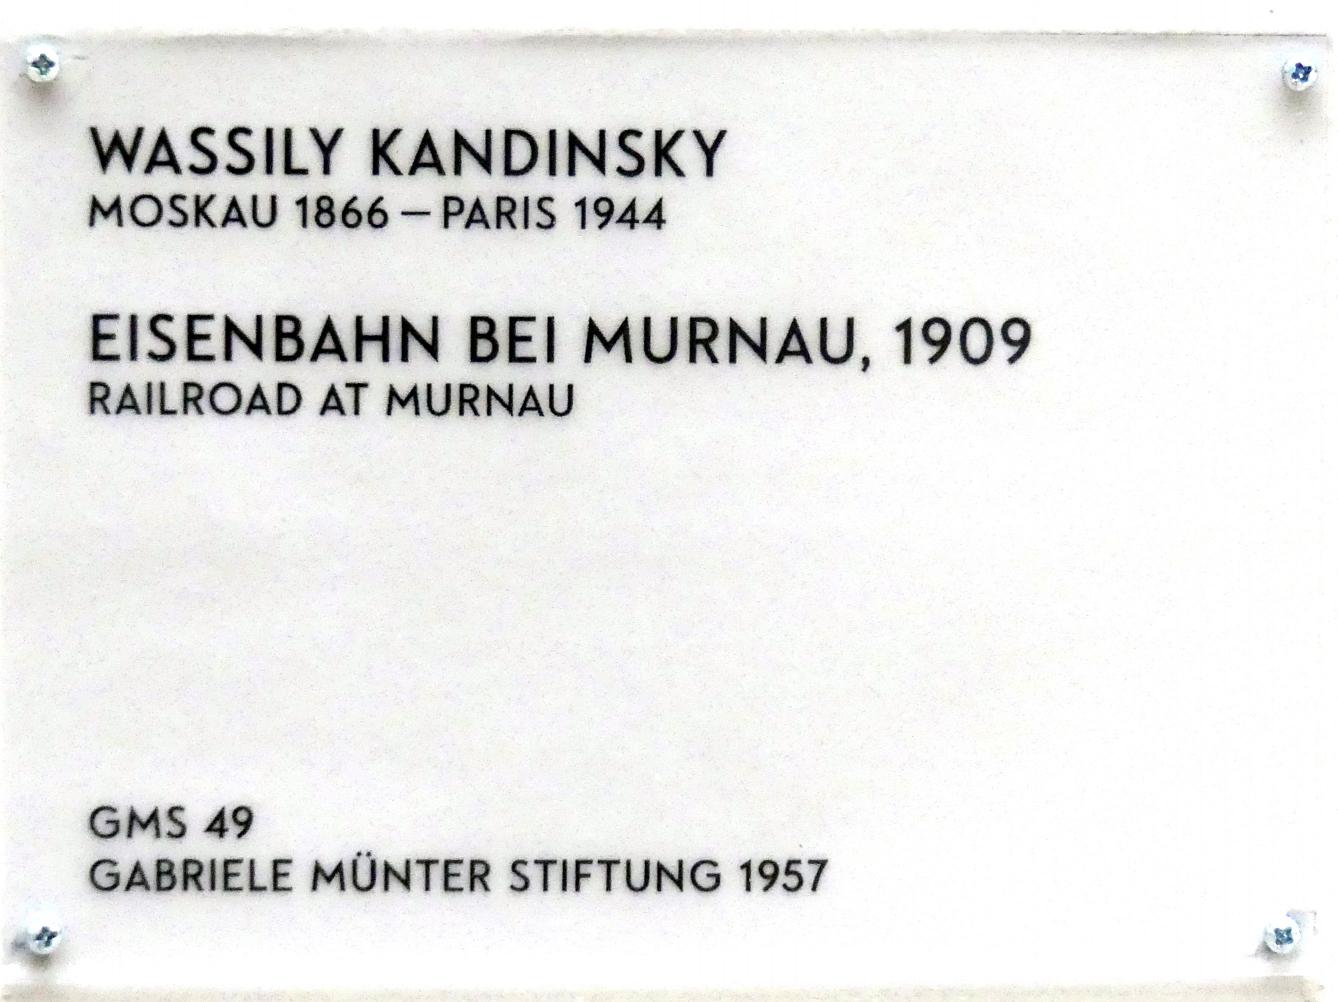 WASSILY KANDINSKY
MOSKAU 1866 – PARIS 1944
EISENBAHN BEI MURNAU, 1909
RAILROAD AT MURNAU
GMS 49
GABRIELE MÜNTER STIFTUNG 1957